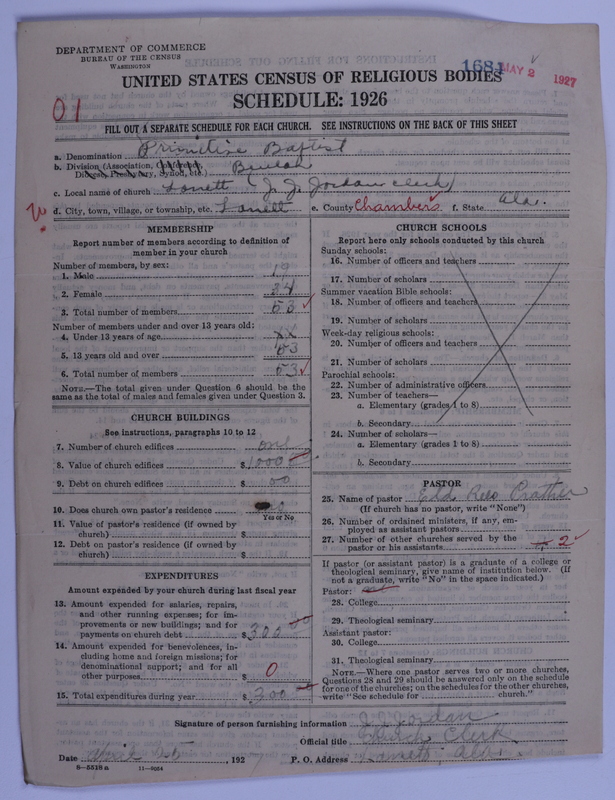 DEPARTMENT OF COMMERCE
BUREAU OF THE CENSUS
WASHINGTON
1681 MAY 2 1927
UNITED STATES CENSUS OF RELIGIOUS BODIES
SCHEDULE: 1926
01
FILL OUT A SEPARATE SCHEDULE FOR EACH CHURCH. SEE INSTRUCTIONS ON THE BACK OF THIS SHEET
a. Denomination Primitive Baptist
b. Division (Association, Conference, Diocese, Presbytery, Synod, etc.) Beulah
c. Local name of church Lanett (J. J. Jordan clerk)
d. City, town, village, or township, etc. Lanett e. County Chambers f. State Ala.
MEMBERSHIP
Report number of members according to definition of
member in your church
Number of members, by sex:
1. Male 19
2. Female 34
3. Total number of members 53
Number of members under and over 13 years old:
4. Under 13 years of age
5. 13 years old and over 53
6. Total number of members 53
NOTE.—The total given under Question 6 should be the
same as the total of males and females given under Question 3.
CHURCH BUILDINGS
See instructions, paragraphs 10 to 12
7. Number of church edifices one
8. Value of church edifices $ 1000
9. Debt on church edifices $ 00
10. Does church own pastor's residence
Yes or No
11. Value of pastor's residence (if owned by
church) $
12. Debt on pastor's residence (if owned by
church) $
EXPENDITURES
Amount expended by your church during last fiscal year
13. Amount expended for salaries, repairs,
and other running expenses; for im-
provements or new buildings; and for
payments on church debt $ 300
14. Amount expended for benevolences, in-
cluding home and foreign missions; for
denominational support; and for all
other purposes $ 0
15. Total expenditures during year $ 300
CHURCH SCHOOLS
Report here only schools conducted by this church
Sunday schools:
16. Number of officers and teachers
17. Number of scholars
Summer vacation Bible schools:
18. Number of officers and teachers
19. Number of scholars
Week-day religious schools:
20. Number of officers and teachers
21. Number of scholars
Parochial schools:
22. Number of administrative officers
23. Number of teachers—
a. Elementary (grades 1 to 8)
b. Secondary
24. Number of scholars—
a. Elementary (grades 1 to 8)
b. Secondary
PASTOR
25. Name of pastor Eld Prather
(If church has no pastor, write "None")
26. Number of ordained ministers, if any, em-
ployed as assistant pastors
27. Number of other churches served by the
pastor or his assistants 2
If pastor (or assistant pastor) is a graduate of a college or
theological seminary, give name of institution below. (If
not a graduate, write "No" in the space indicated.)
Pastor:
28. College
29. Theological seminary
Assistant pastor:
30. College
31. Theological seminary
NOTE.—Where one pastor serves two or more churches,
Questions 28 and 29 should be answered only on the schedule
for one of the churches; on the schedules for the other churches,
write "See schedule for church."
Signature of person furnishing information J. J. Jordan
Official title Church Clerk
Date , 192 P. O. Address Lanett Ala.
8—5518 a 11—9054